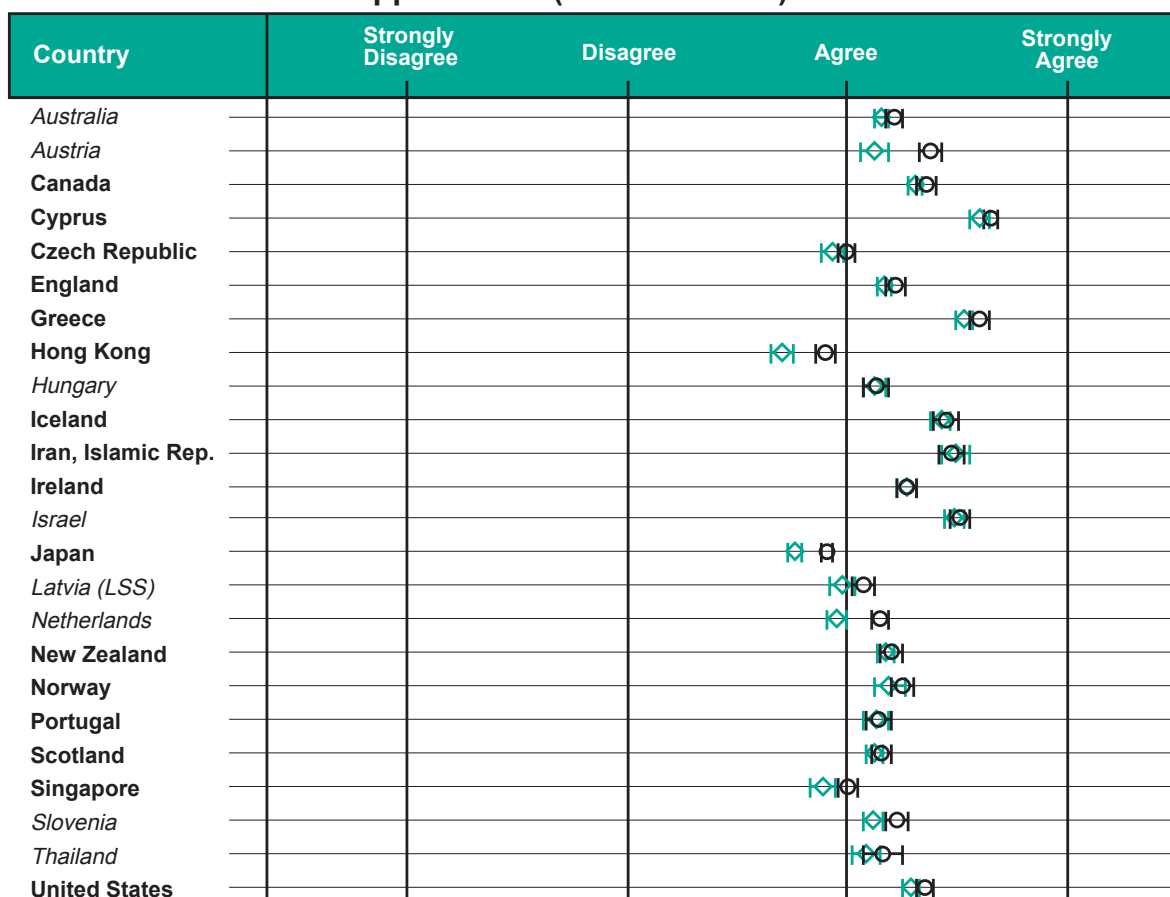 Country
Strongly
Disagree
Disagree
Agree
Strongly
Agree
Australia
Austria
Canada
Cyprus
Czech Republic
England
Greece
Hong Kong
Hungary
Iceland
Iran, Islamic Rep.
Ireland
Israel
Japan
Latvia (LSS)
Netherlands
New Zealand
Norway
Portugal
Scotland
Singapore
Slovenia
Thailand
United States